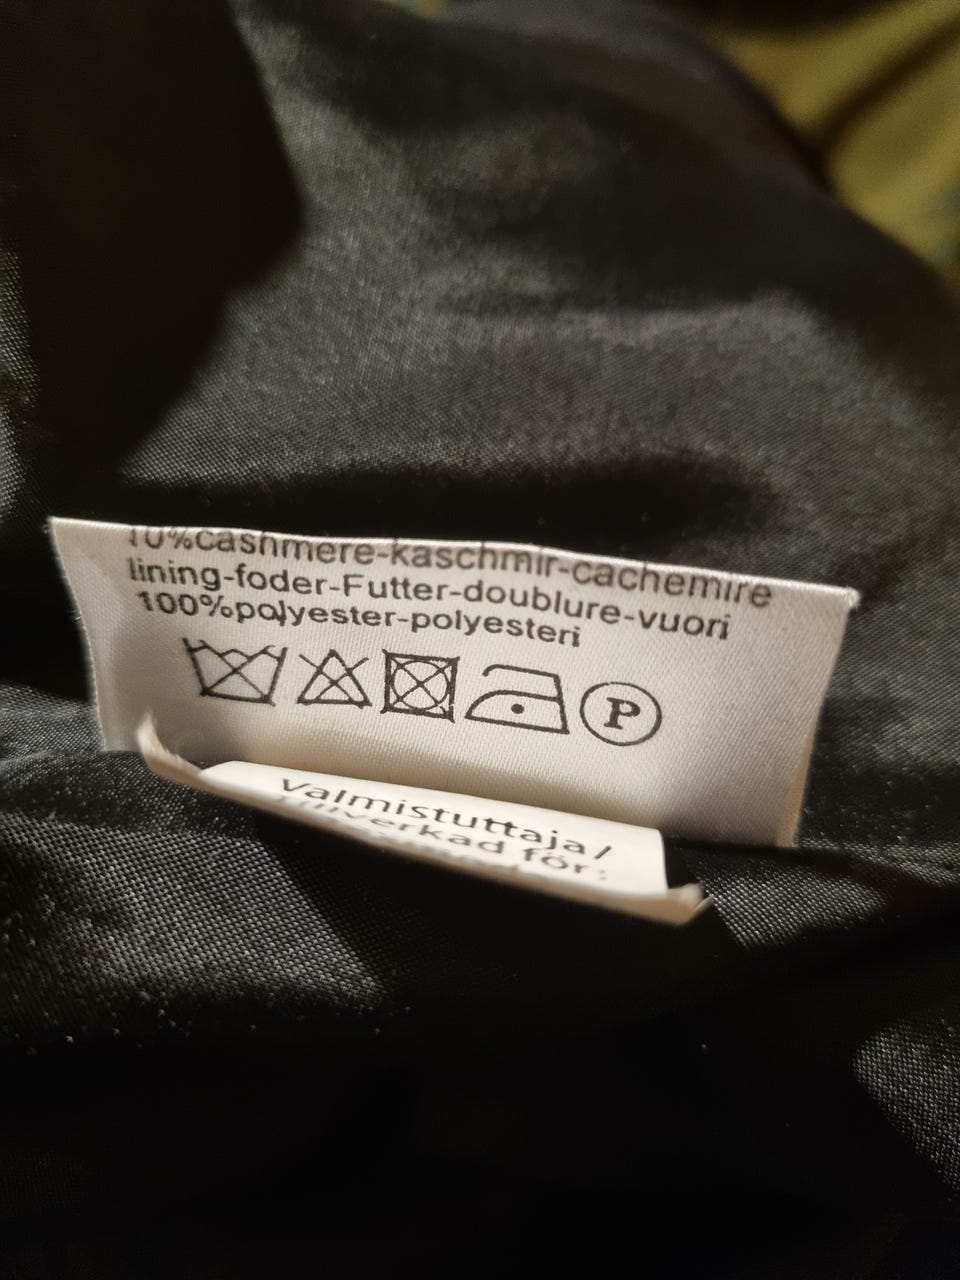 10%cashmere-kaschmir-cachemire
lining-foder-Futter-doublure-vuori
100%polyester-polyesteri
P
Valmistuttaja/
Tillverkad för: